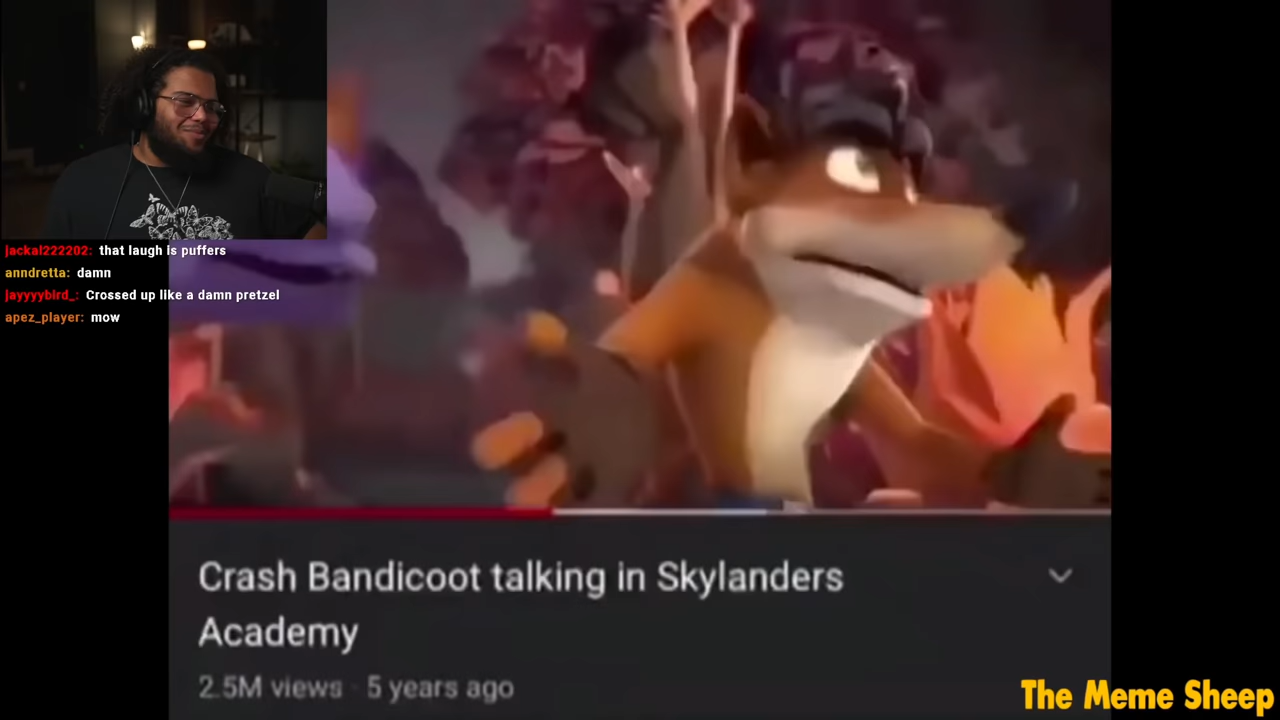 jackal222202: that laugh is puffers
anndretta: damn
jayyyybird_: Crossed up like a damn pretzel
apez_player: mow
Crash Bandicoot talking in Skylanders
Academy
2.5M views · 5 years ago
The Meme Sheep